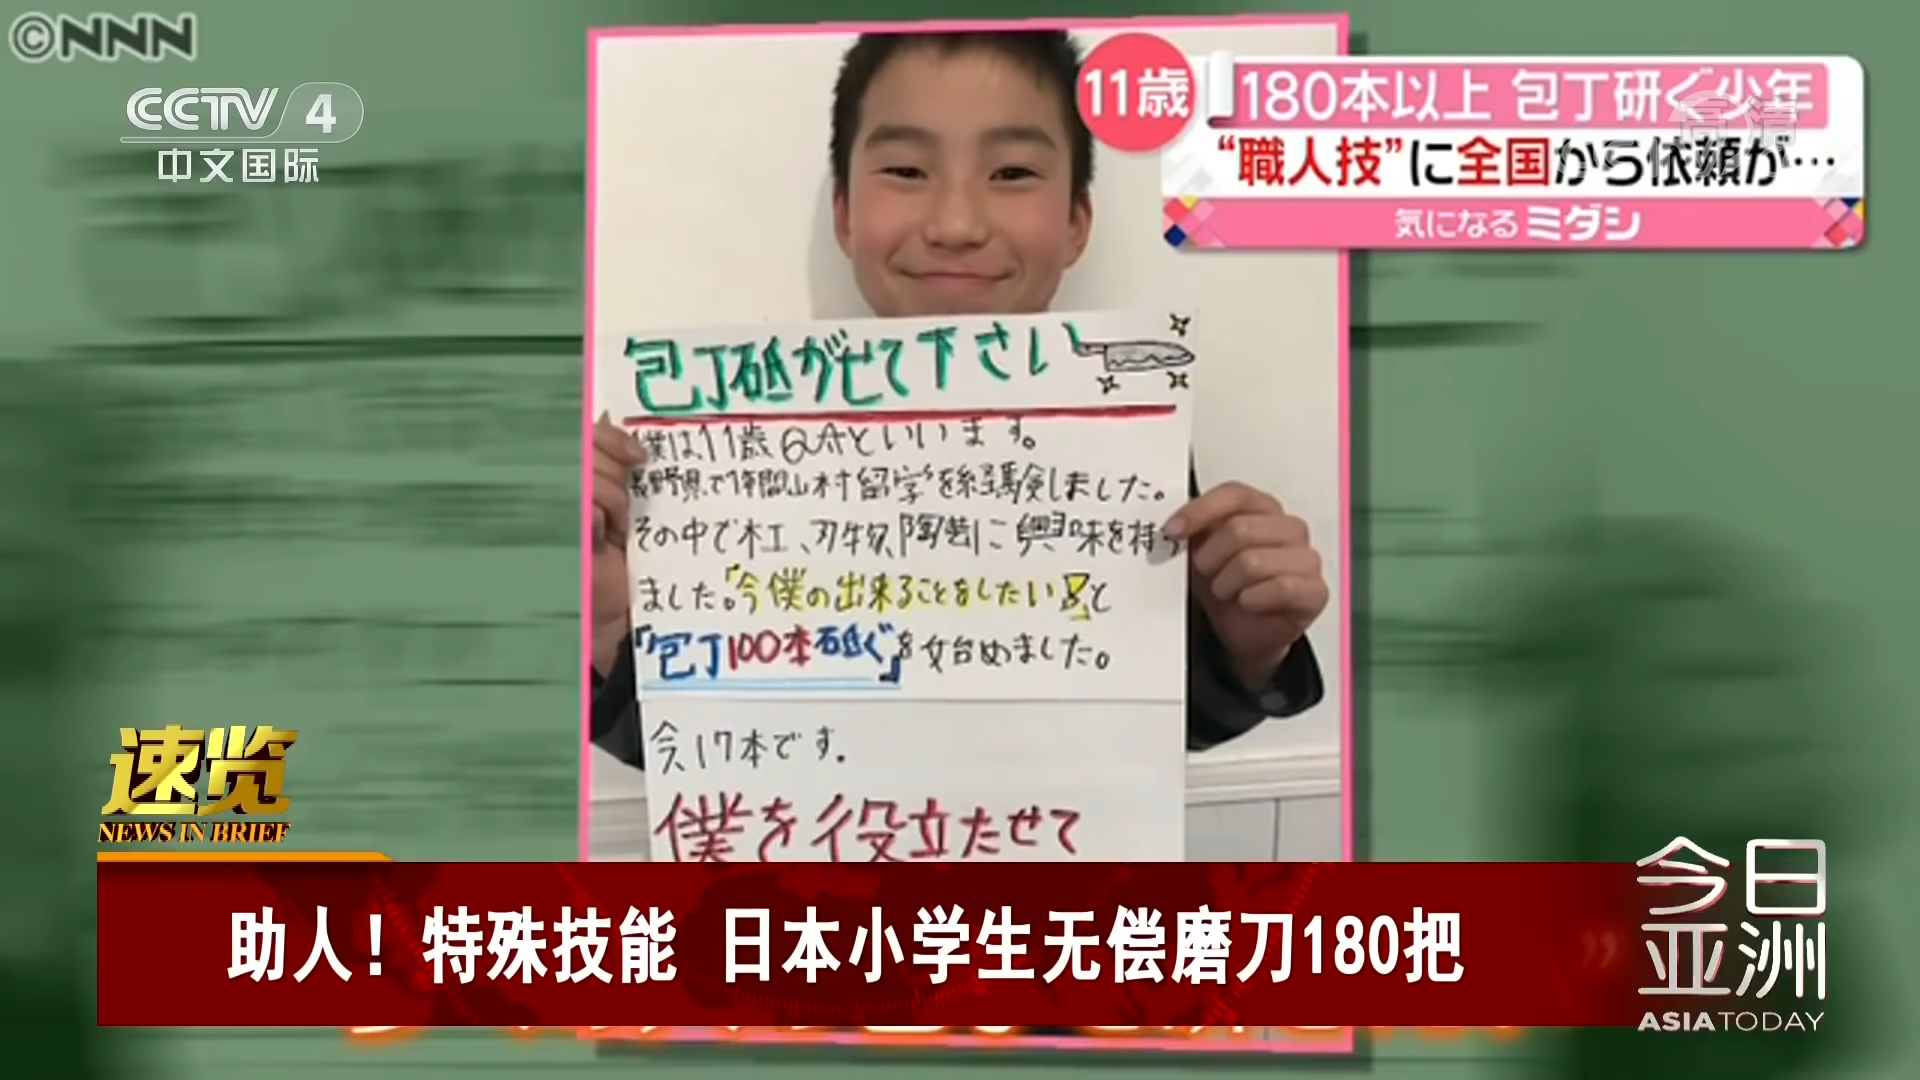 ©NNN
CCTV 4
中文国际
11歳
180本以上 包丁研ぐ少年
“職人技”に全国から依頼が…
気になるミダシ
高清
包丁砥がせて下さい
僕は11歳 といいます。
長野県で1年間山村留学を経験しました。
その中で木工、刃物、陶芸に興味を持ち
ました。「今僕の出来ることをしたい!」と
「包丁100本砥ぐ」を始めました。
今、17本です。
僕を役立たせて
速览
NEWS IN BRIEF
助人！特殊技能 日本小学生无偿磨刀180把
今日
亚洲
ASIA TODAY